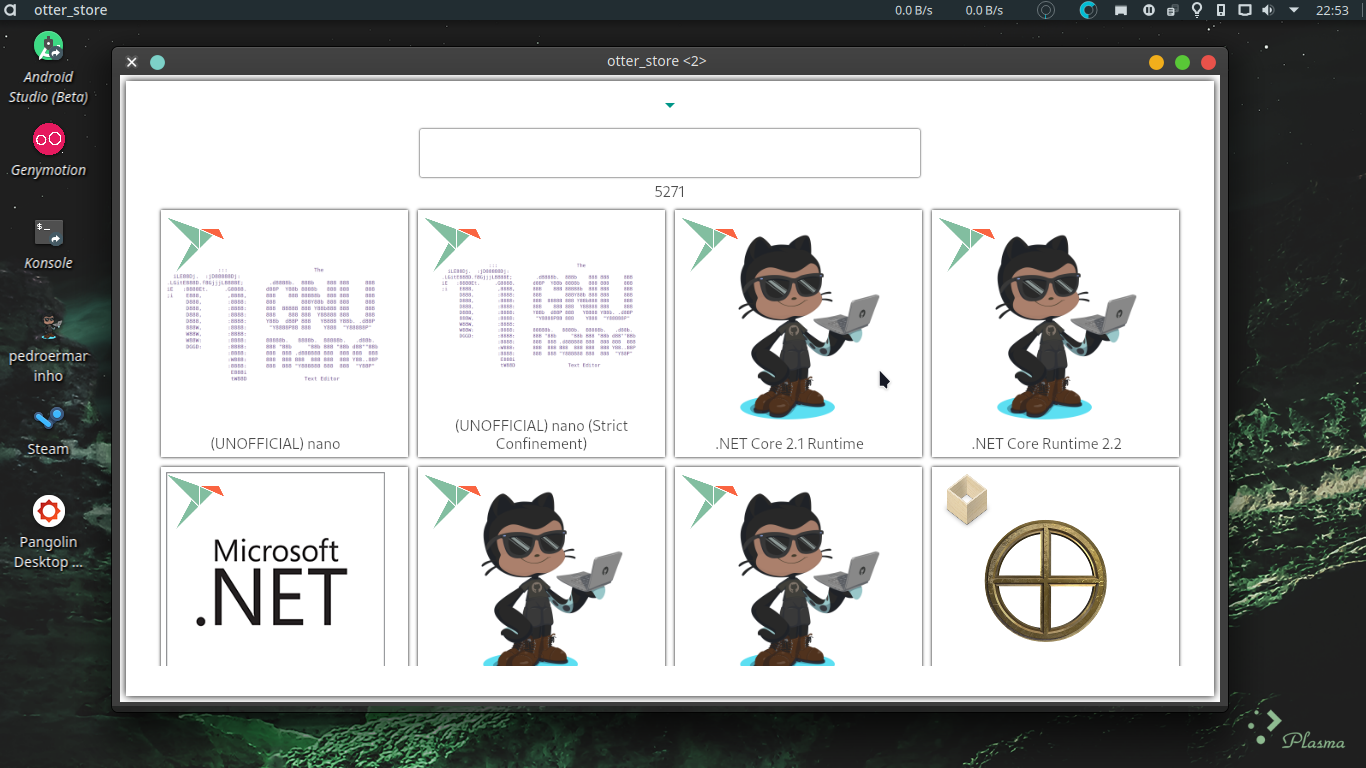 otter_store
0.0 B/s
0.0 B/s
22:53
Android
Studio (Beta)
Genymotion
$_
Konsole
pedroermar
inho
Steam
Pangolin
Desktop ...
otter_store <2>
5271
The
Text Editor
(UNOFFICIAL) nano
The
Text Editor
(UNOFFICIAL) nano (Strict
Confinement)
.NET Core 2.1 Runtime
.NET Core Runtime 2.2
Microsoft
.NET
Plasma